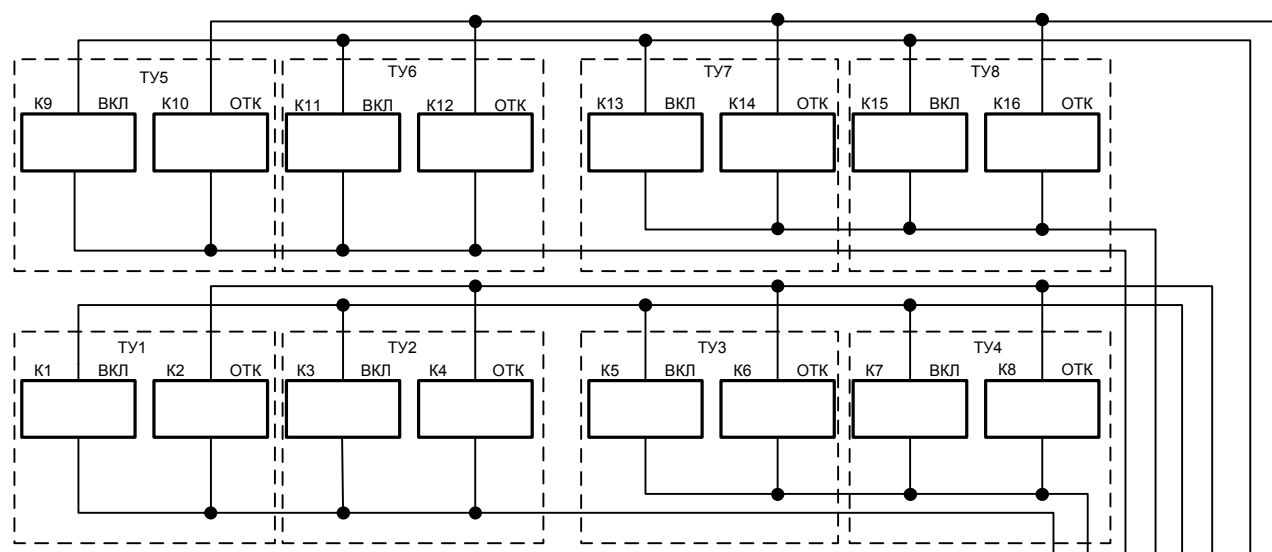 ТУ5 ТУ6 ТУ7 ТУ8
К9 ВКЛ К10 ОТК К11 ВКЛ К12 ОТК К13 ВКЛ К14 ОТК К15 ВКЛ К16 ОТК
ТУ1 ТУ2 ТУ3 ТУ4
К1 ВКЛ К2 ОТК К3 ВКЛ К4 ОТК К5 ВКЛ К6 ОТК К7 ВКЛ К8 ОТК